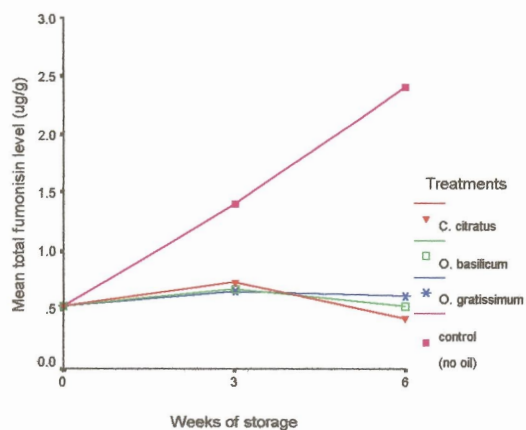 3.0
2.5
2.0
1.5
1.0
.5
0.0
Mean total fumonisin level (ug/g)
0
3
6
Weeks of storage
Treatments
C. citratus
O. basilicum
O. gratissimum
control
(no oil)